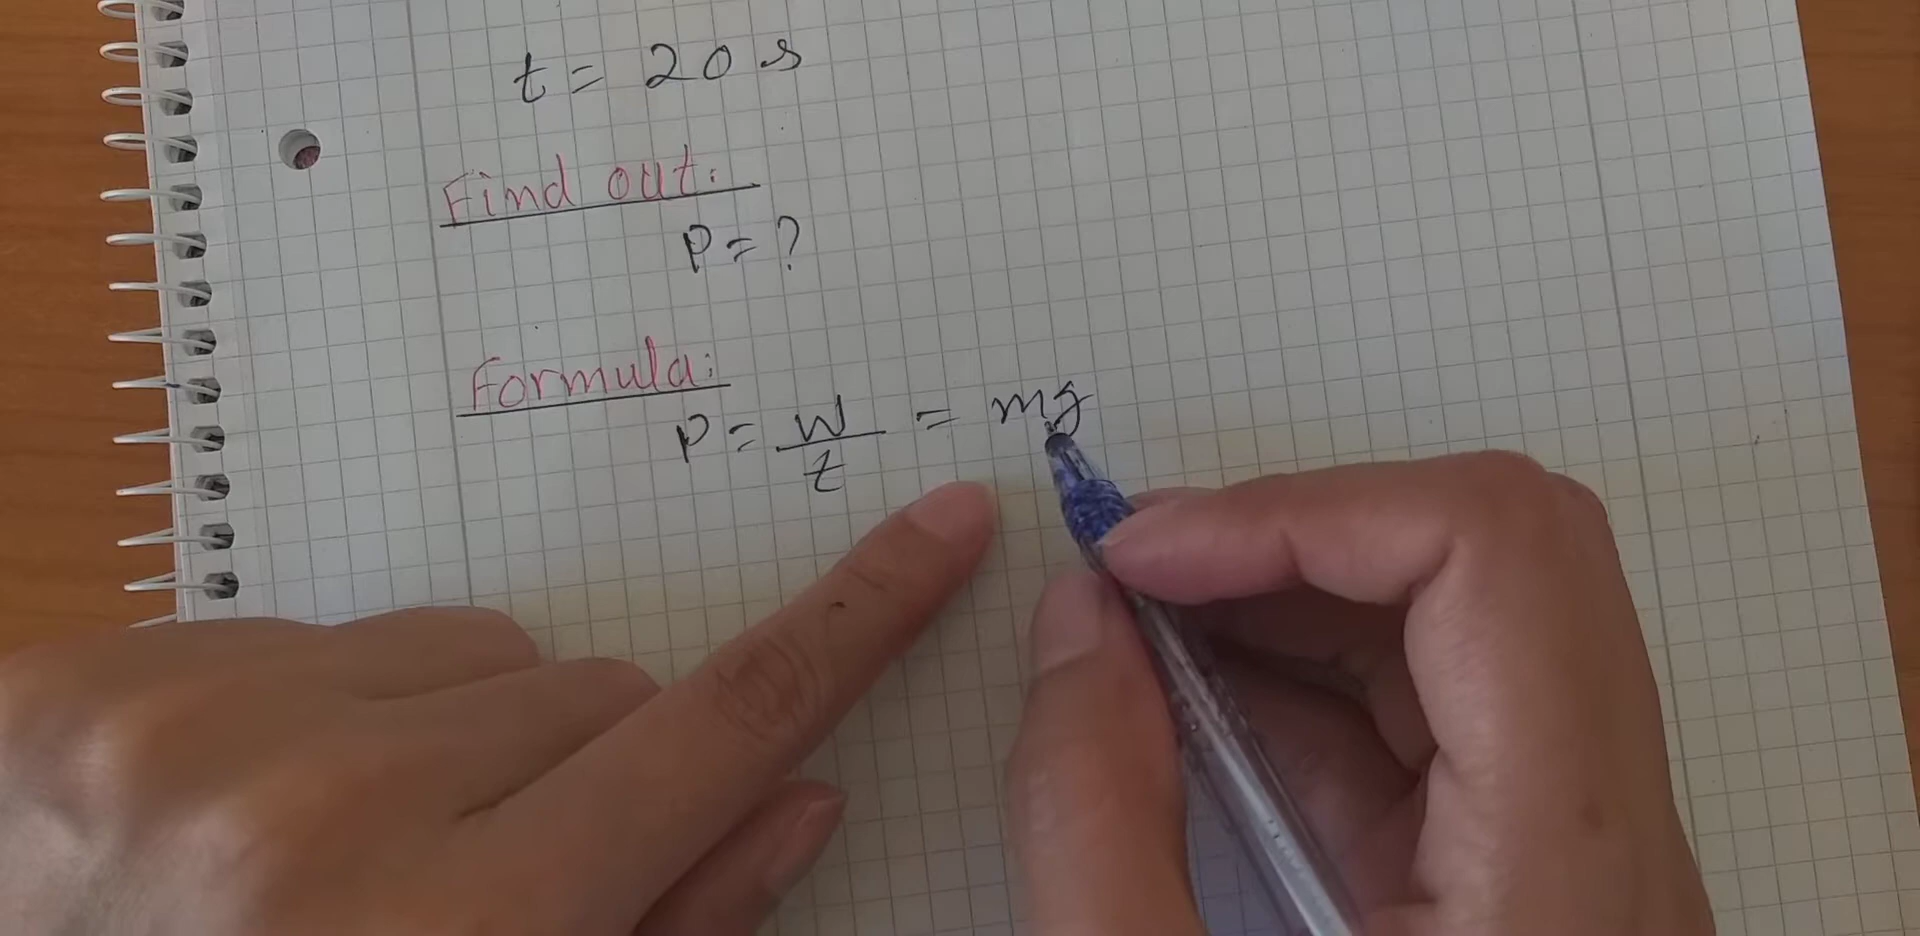 t = 20 s
Find out:
P = ?
Formula:
P = W/t = mg